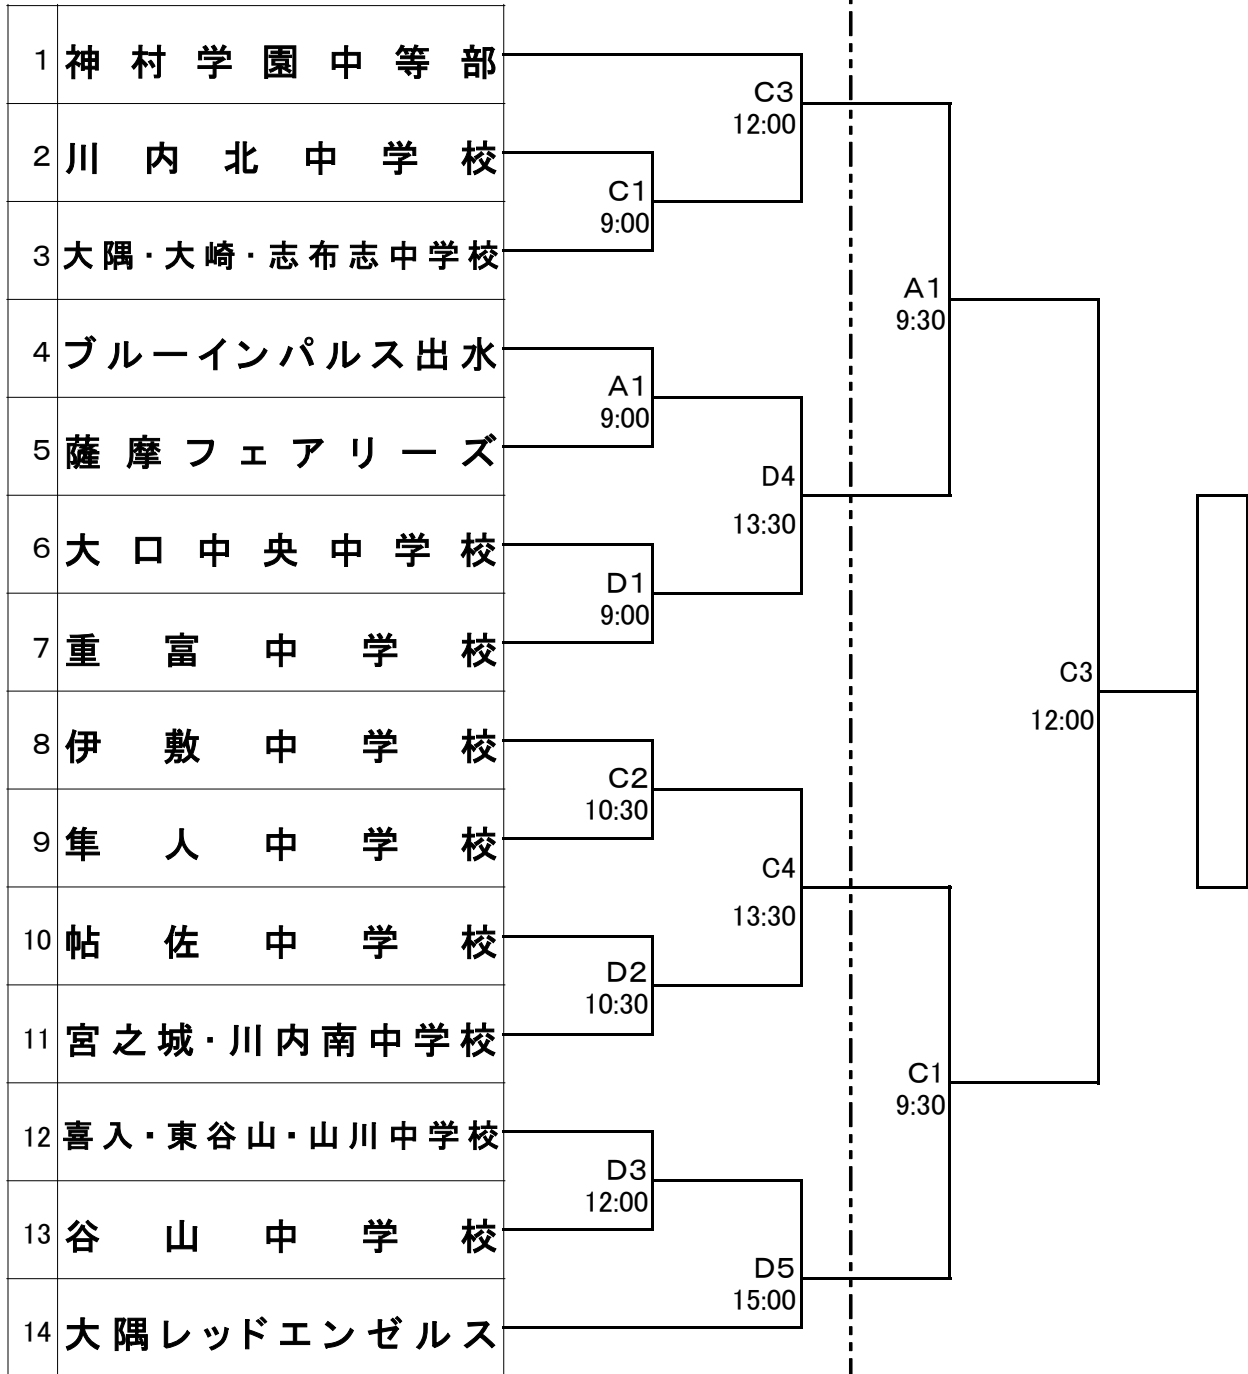 1 神村学園中等部
2 川内北中学校
3 大隅・大崎・志布志中学校
4 ブルーインパルス出水
5 薩摩フェアリーズ
6 大口中央中学校
7 重富中学校
8 伊敷中学校
9 隼人中学校
10 帖佐中学校
11 宮之城・川内南中学校
12 喜入・東谷山・山川中学校
13 谷山中学校
14 大隅レッドエンゼルス
C1
9:00
A1
9:00
D1
9:00
C2
10:30
D2
10:30
D3
12:00
C3
12:00
D4
13:30
C4
13:30
D5
15:00
A1
9:30
C1
9:30
C3
12:00